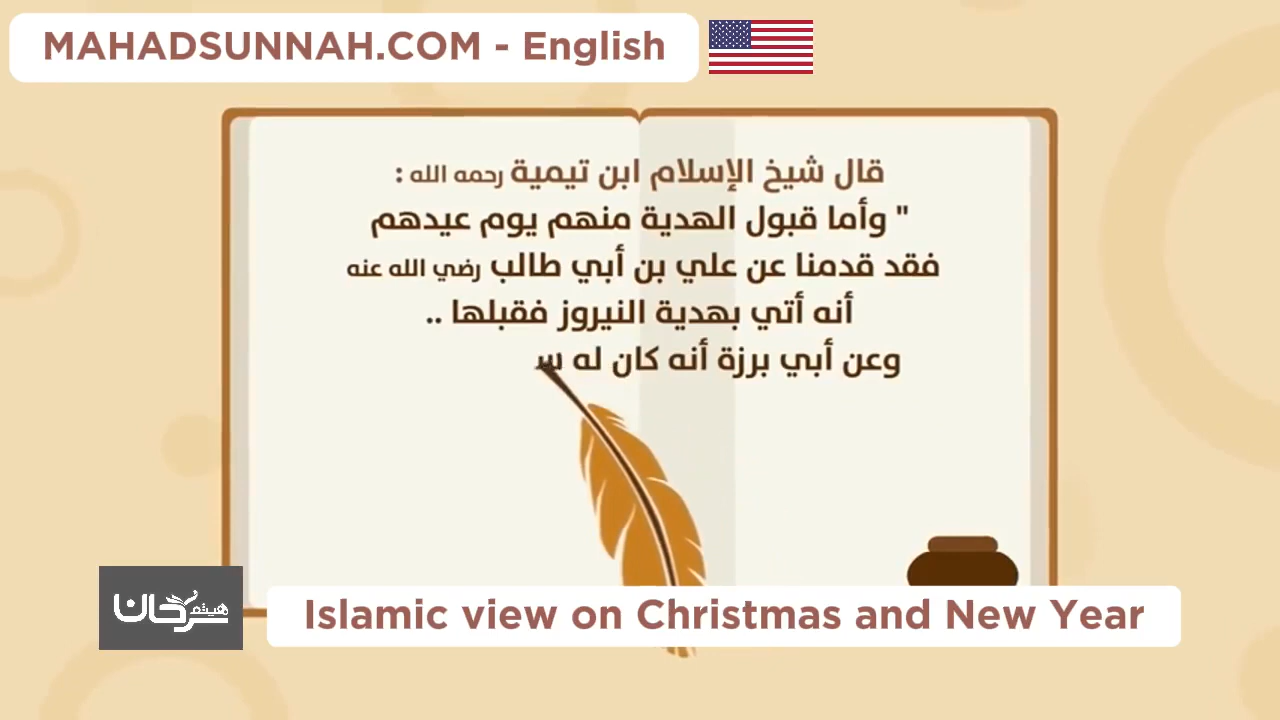 MAHADSUNNAH.COM - English
قال شيخ الإسلام ابن تيمية رحمه الله :
" وأما قبول الهدية منهم يوم عيدهم
فقد قدمنا عن علي بن أبي طالب رضي الله عنه
أنه أتي بهدية النيروز فقبلها ..
وعن أبي برزة أنه كان له س
هيثم سرحان
Islamic view on Christmas and New Year